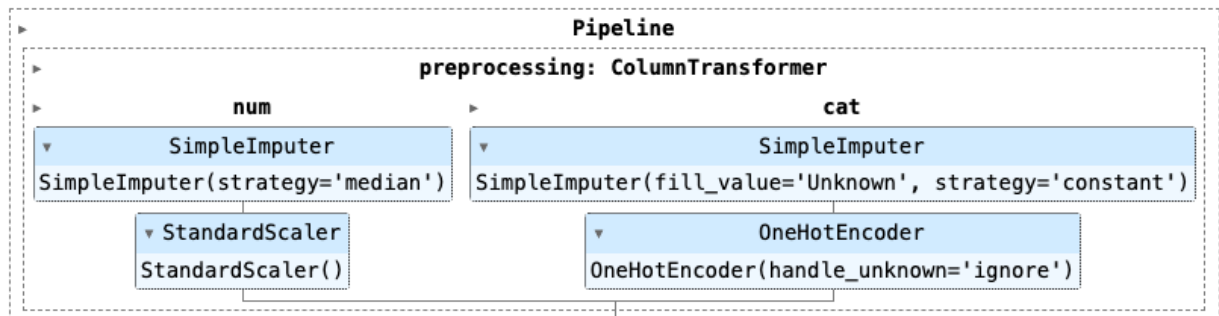 Pipeline
preprocessing: ColumnTransformer
num
cat
SimpleImputer
SimpleImputer(strategy='median')
SimpleImputer
SimpleImputer(fill_value='Unknown', strategy='constant')
StandardScaler
StandardScaler()
OneHotEncoder
OneHotEncoder(handle_unknown='ignore')